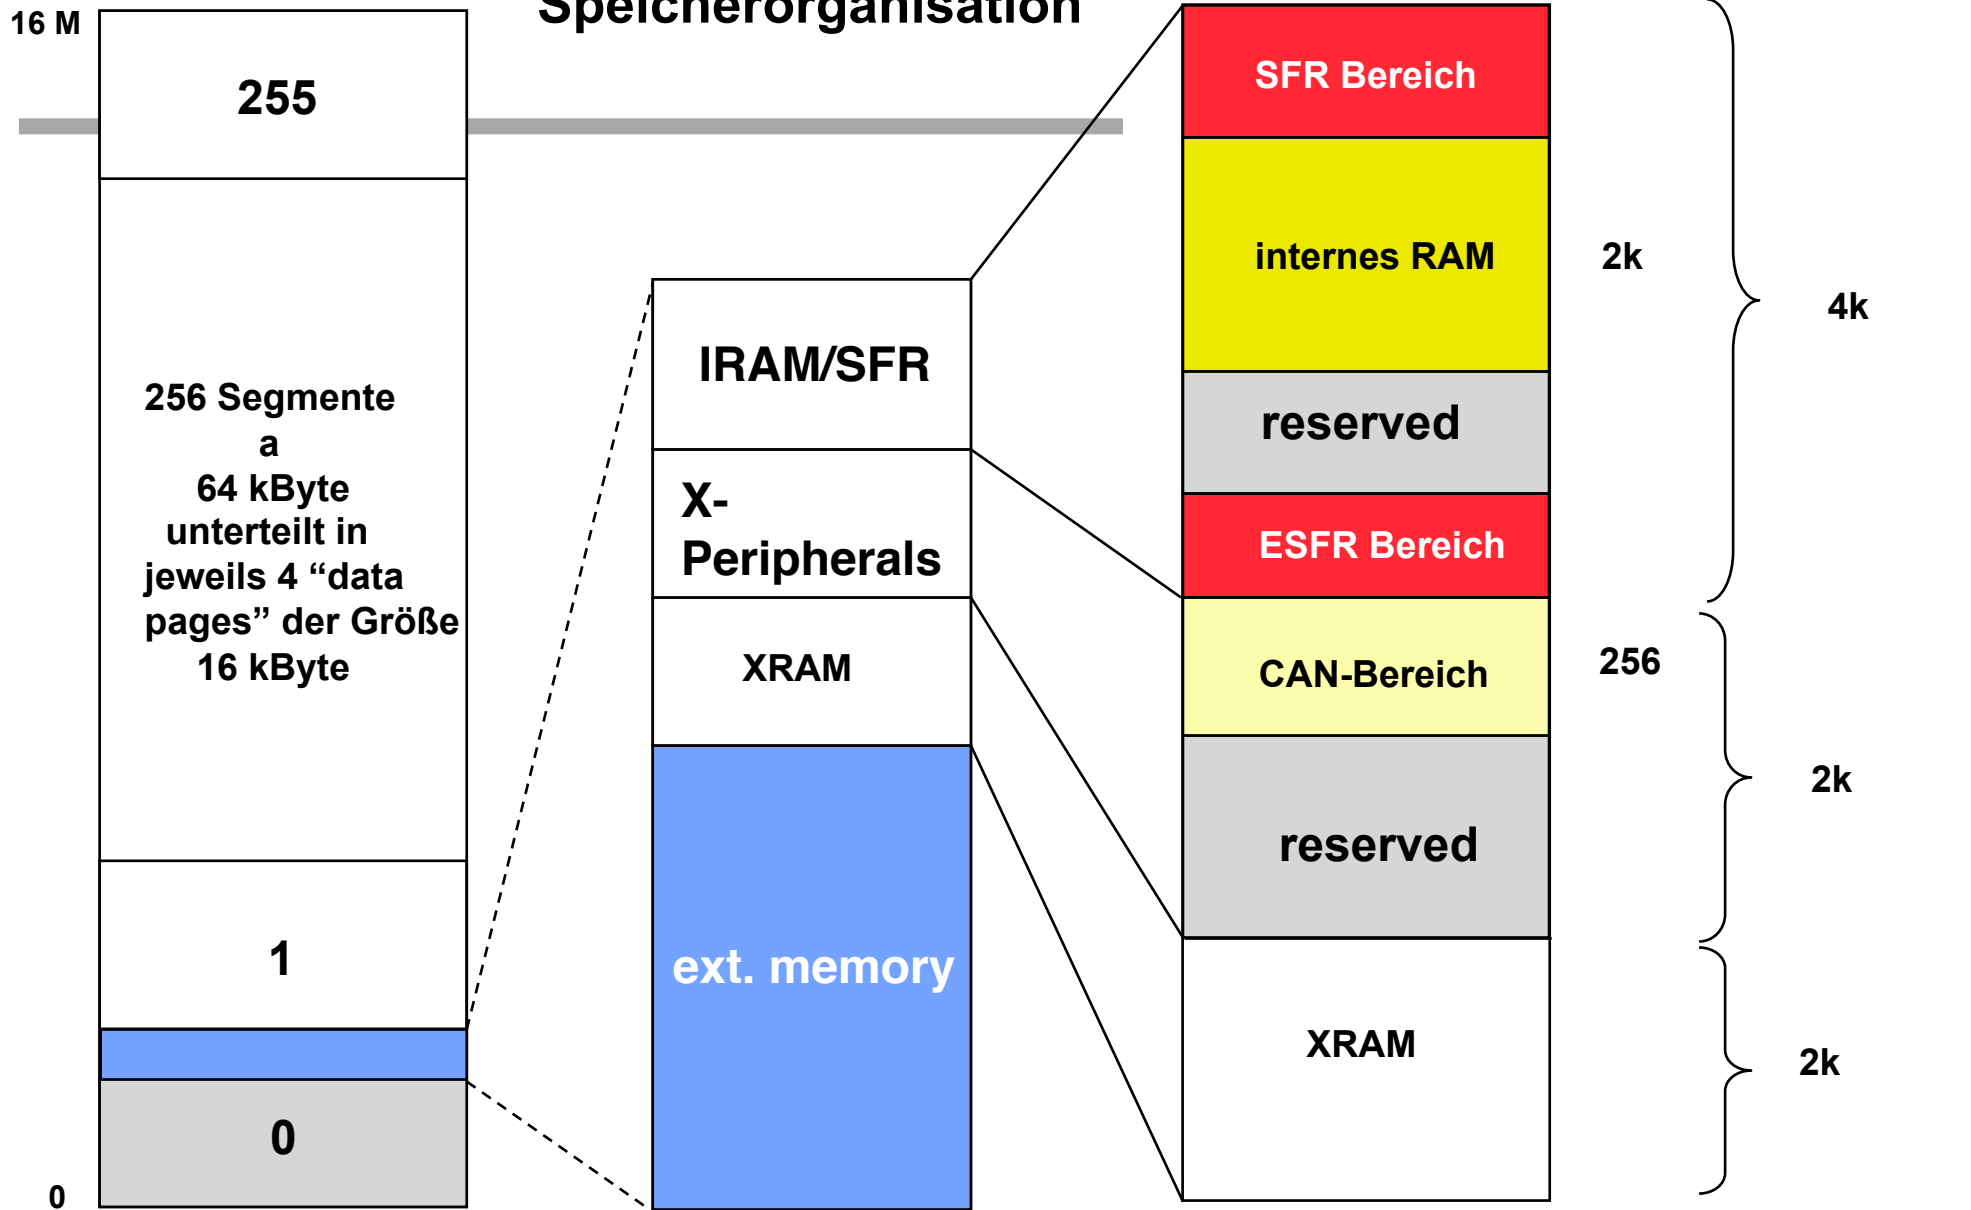 Speicherorganisation
16 M
255
256 Segmente
a
64 kByte
unterteilt in
jeweils 4 “data
pages” der Größe
16 kByte
1
0
0
IRAM/SFR
X-
Peripherals
XRAM
ext. memory
SFR Bereich
internes RAM
reserved
ESFR Bereich
CAN-Bereich
reserved
XRAM
2k
4k
256
2k
2k